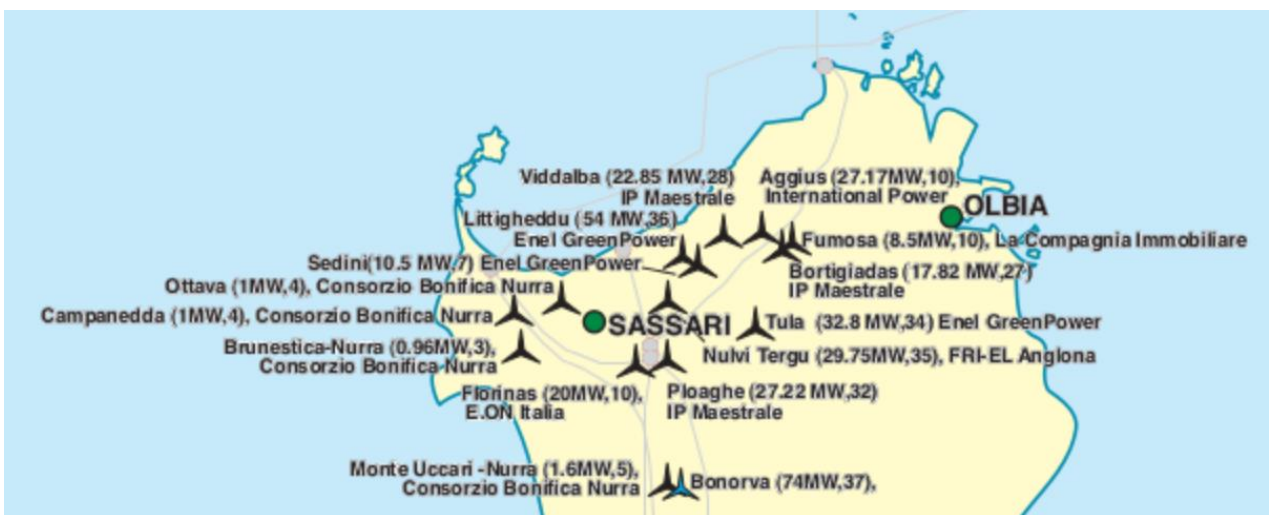 Viddalba (22.85 MW,28)
IP Maestrale
Aggius (27.17MW,10),
International Power
OLBIA
Littigheddu (54 MW,36)
Enel GreenPower
Fumosa (8.5MW,10), La Compagnia Immobiliare
Sedini(10.5 MW,7) Enel GreenPower
Bortigiadas (17.82 MW,27)
IP Maestrale
Ottava (1MW,4), Consorzio Bonifica Nurra
Campanedda (1MW,4), Consorzio Bonifica Nurra
SASSARI
Tula (32.8 MW,34) Enel GreenPower
Brunestica-Nurra (0.96MW,3),
Consorzio Bonifica Nurra
Nulvi Tergu (29.75MW,35), FRI-EL Anglona
Florinas (20MW,10),
E.ON Italia
Ploaghe (27.22 MW,32)
IP Maestrale
Monte Uccari -Nurra (1.6MW,5),
Consorzio Bonifica Nurra
Bonorva (74MW,37),